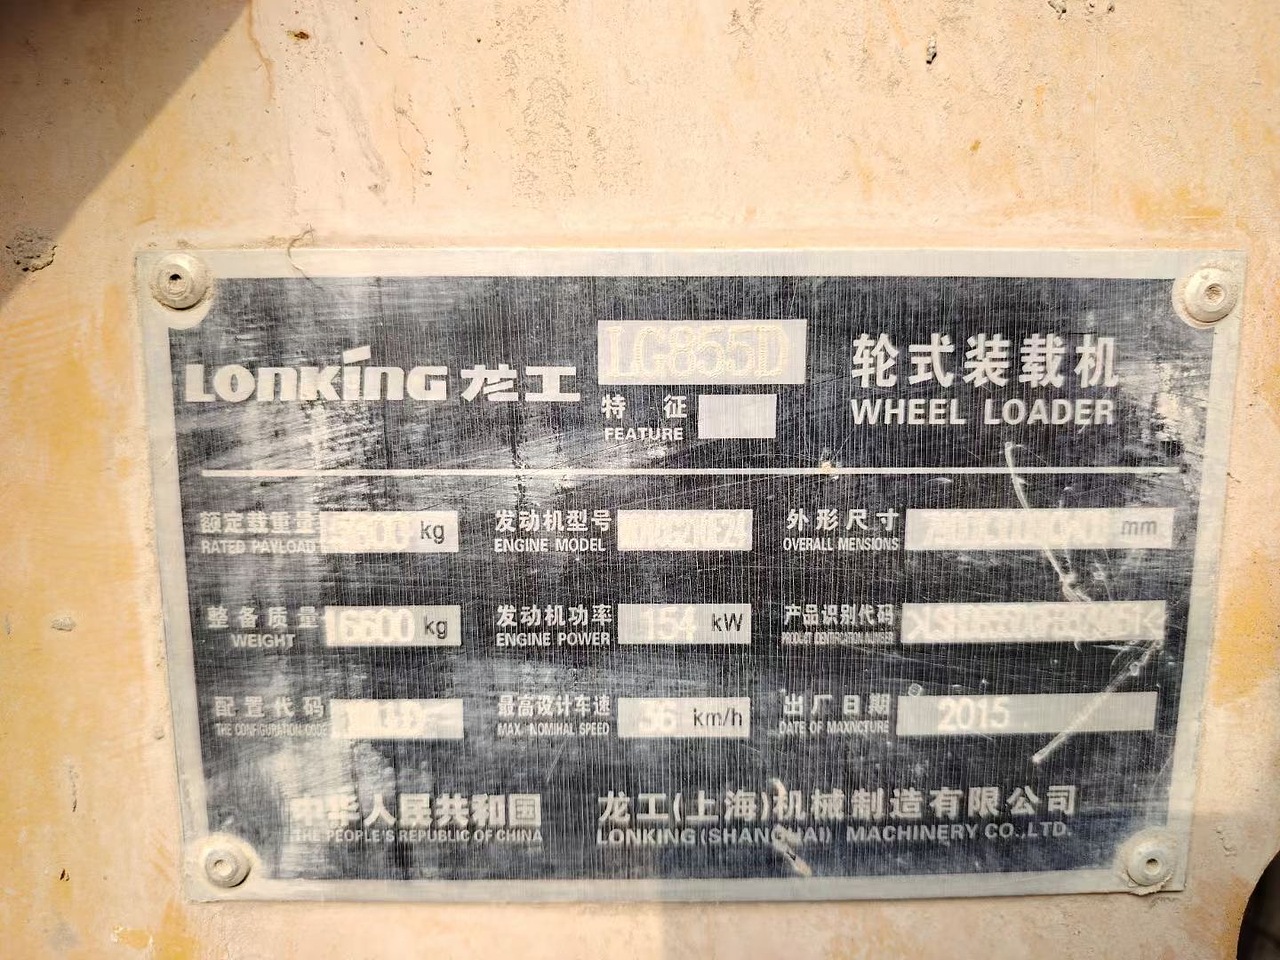 LONKING 龙工 LG855D 轮式装载机
特 征
FEATURE
WHEEL LOADER
额定载重量 kg 发动机型号 外形尺寸 mm
RATED PAYLOAD ENGINE MODEL OVERALL MENSIONS
整备质量 16600 kg 发动机功率 154 kW 产品识别代码
WEIGHT ENGINE POWER PRODUCT IDENTIFICATION NUMBER
配置代码 最高设计车速 36 km/h 出厂日期 2015
THE CONFIGURATION CODE MAX. NOMINAL SPEED DATE OF
中华人民共和国 龙工(上海)机械制造有限公司
THE PEOPLE'S REPUBLIC OF CHINA LONKING(SHANGHAI) MACHINERY CO.,LTD.